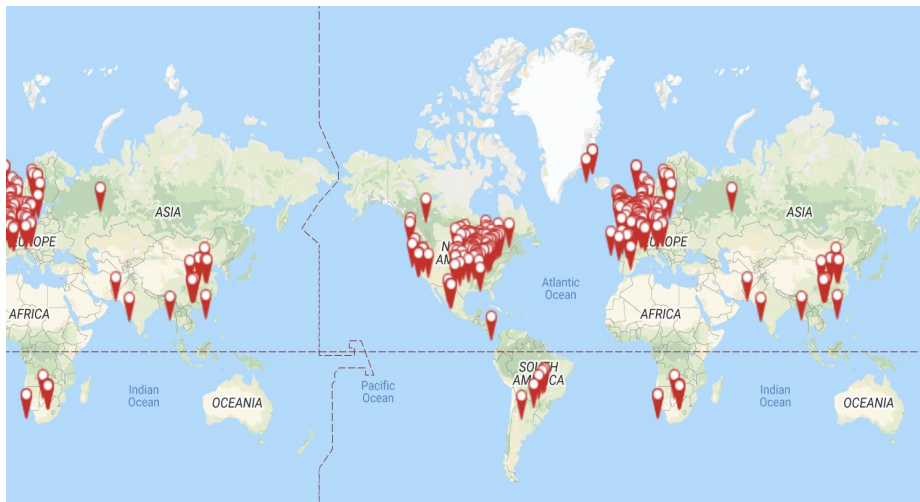 ASIA
EUROPE
AFRICA
Indian
Ocean
OCEANIA
Pacific
Ocean
Atlantic
Ocean
SOUTH
AMERICA
ASIA
EUROPE
AFRICA
Indian
Ocean
OCEANIA